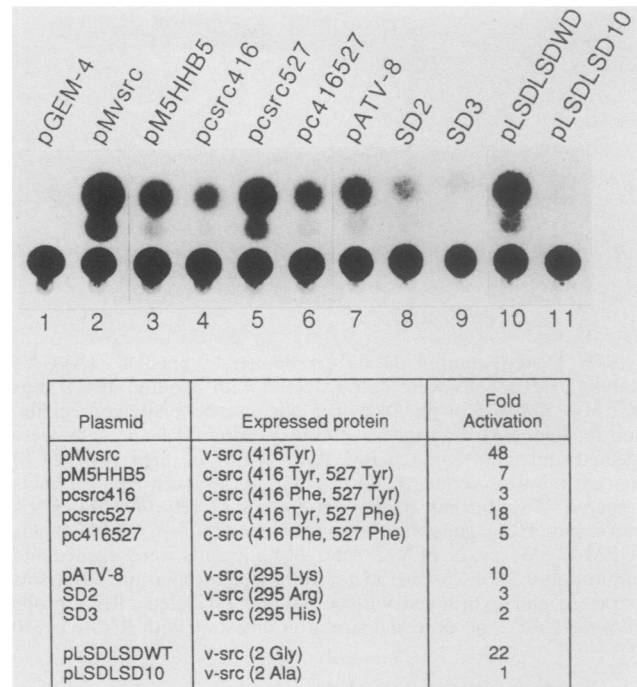 pGEM-4
pMvsrc
pM5HHB5
pcsrc416
pcsrc527
pc416527
pATV-8
SD2
SD3
pLSDLSDWD
pLSDLSD10
1 2 3 4 5 6 7 8 9 10 11
Plasmid Expressed protein Fold Activation
pMvsrc v-src (416Tyr) 48
pM5HHB5 c-src (416 Tyr, 527 Tyr) 7
pcsrc416 c-src (416 Phe, 527 Tyr) 3
pcsrc527 c-src (416 Tyr, 527 Phe) 18
pc416527 c-src (416 Phe, 527 Phe) 5
pATV-8 v-src (295 Lys) 10
SD2 v-src (295 Arg) 3
SD3 v-src (295 His) 2
pLSDLSDWT v-src (2 Gly) 22
pLSDLSD10 v-src (2 Ala) 1